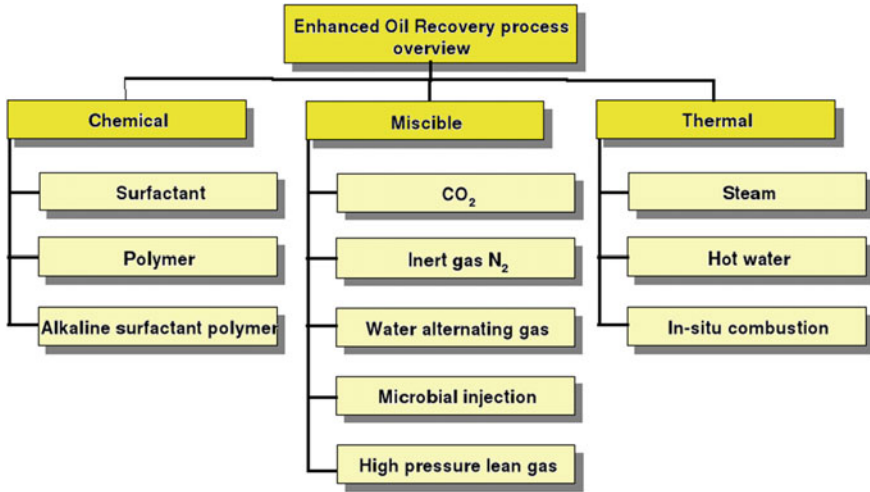 Enhanced Oil Recovery process
overview
Chemical
Surfactant
Polymer
Alkaline surfactant polymer
Miscible
CO₂
Inert gas N₂
Water alternating gas
Microbial injection
High pressure lean gas
Thermal
Steam
Hot water
In-situ combustion